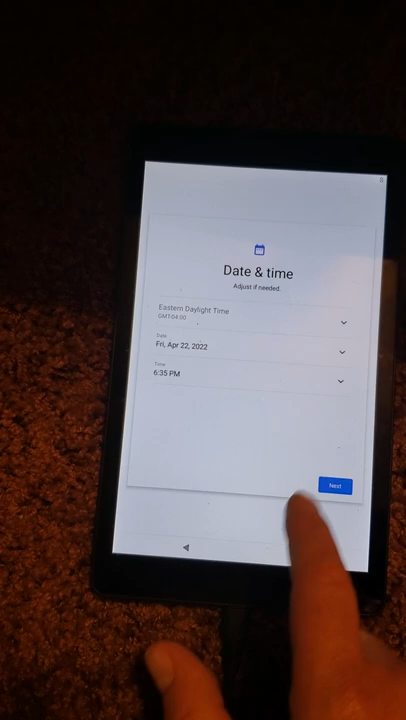 Date & time
Adjust if needed.
Eastern Daylight Time
GMT-04:00
Date
Fri, Apr 22, 2022
Time
6:35 PM
Next